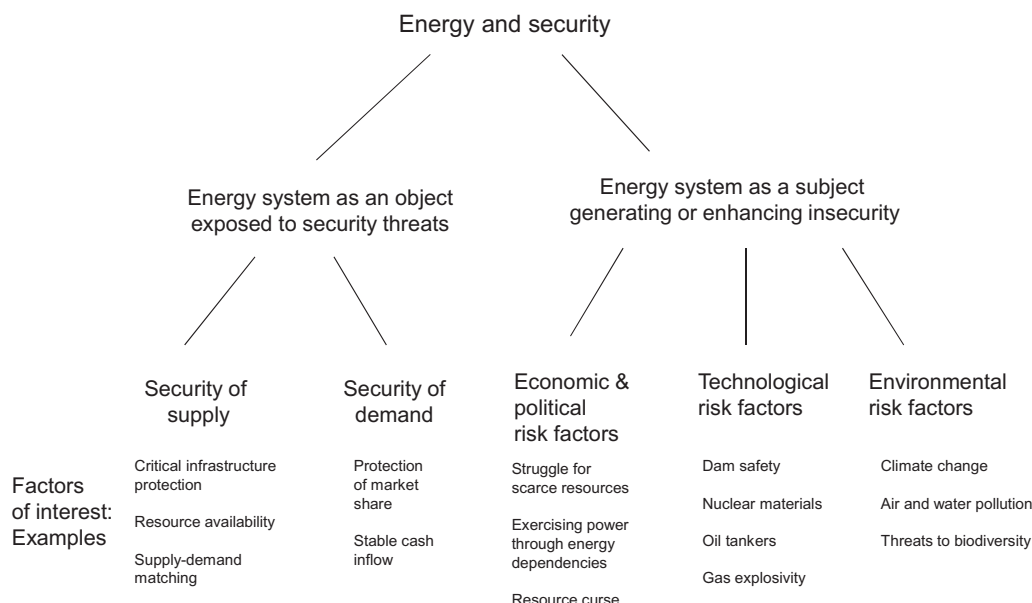 Energy and security
Energy system as an object
exposed to security threats
Energy system as a subject
generating or enhancing insecurity
Security of
supply
Security of
demand
Economic &
political
risk factors
Technological
risk factors
Environmental
risk factors
Factors
of interest:
Examples
Critical infrastructure
protection
Resource availability
Supply-demand
matching
Protection
of market
share
Stable cash
inflow
Struggle for
scarce resources
Exercising power
through energy
dependencies
Resource curse
Dam safety
Nuclear materials
Oil tankers
Gas explosivity
Climate change
Air and water pollution
Threats to biodiversity